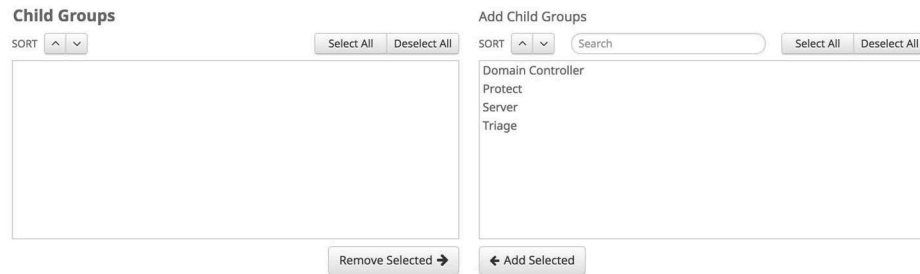 Child Groups
SORT Select All Deselect All
Remove Selected
Add Child Groups
SORT Search Select All Deselect All
Domain Controller
Protect
Server
Triage
Add Selected